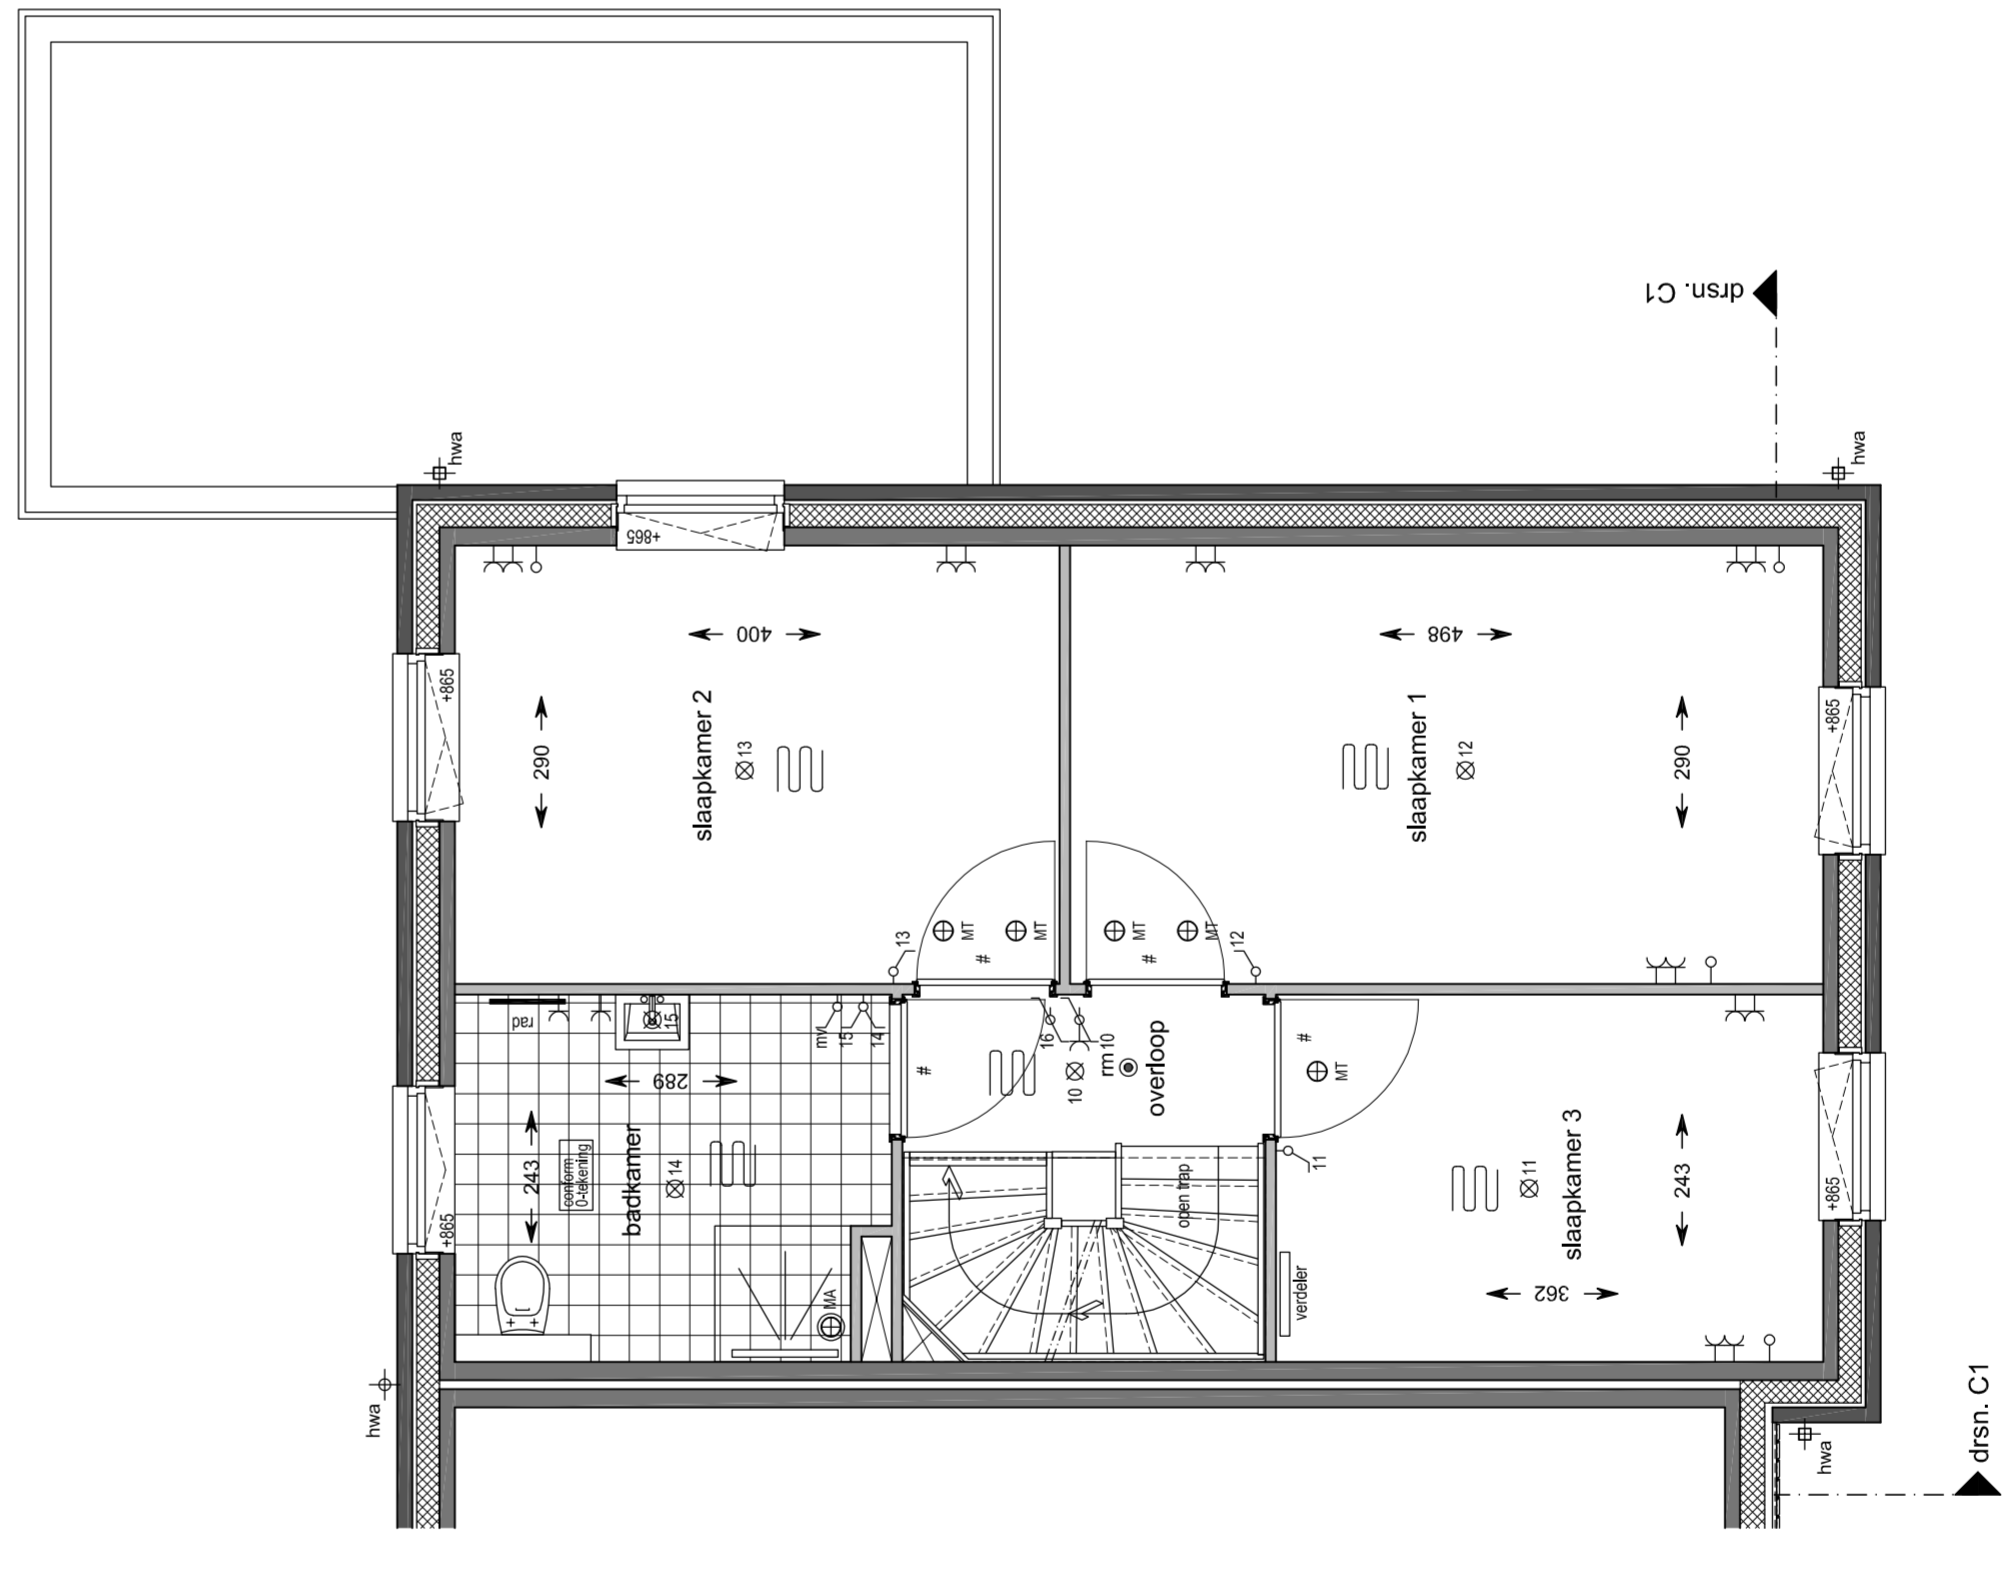 drsn. C1
hwa
hwa
+865
400
498
+865
290
slaapkamer 2
13
slaapkamer 1
12
290
+865
13
MT
MT
#
MT
MT
#
12
rad
15
mv
15
14
289
#
16
10
rm
10
overloop
#
MT
11
243
conform
0-tekening
badkamer
14
+865
MA
open trap
verdeler
slaapkamer 3
11
243
362
+865
hwa
hwa
drsn. C1